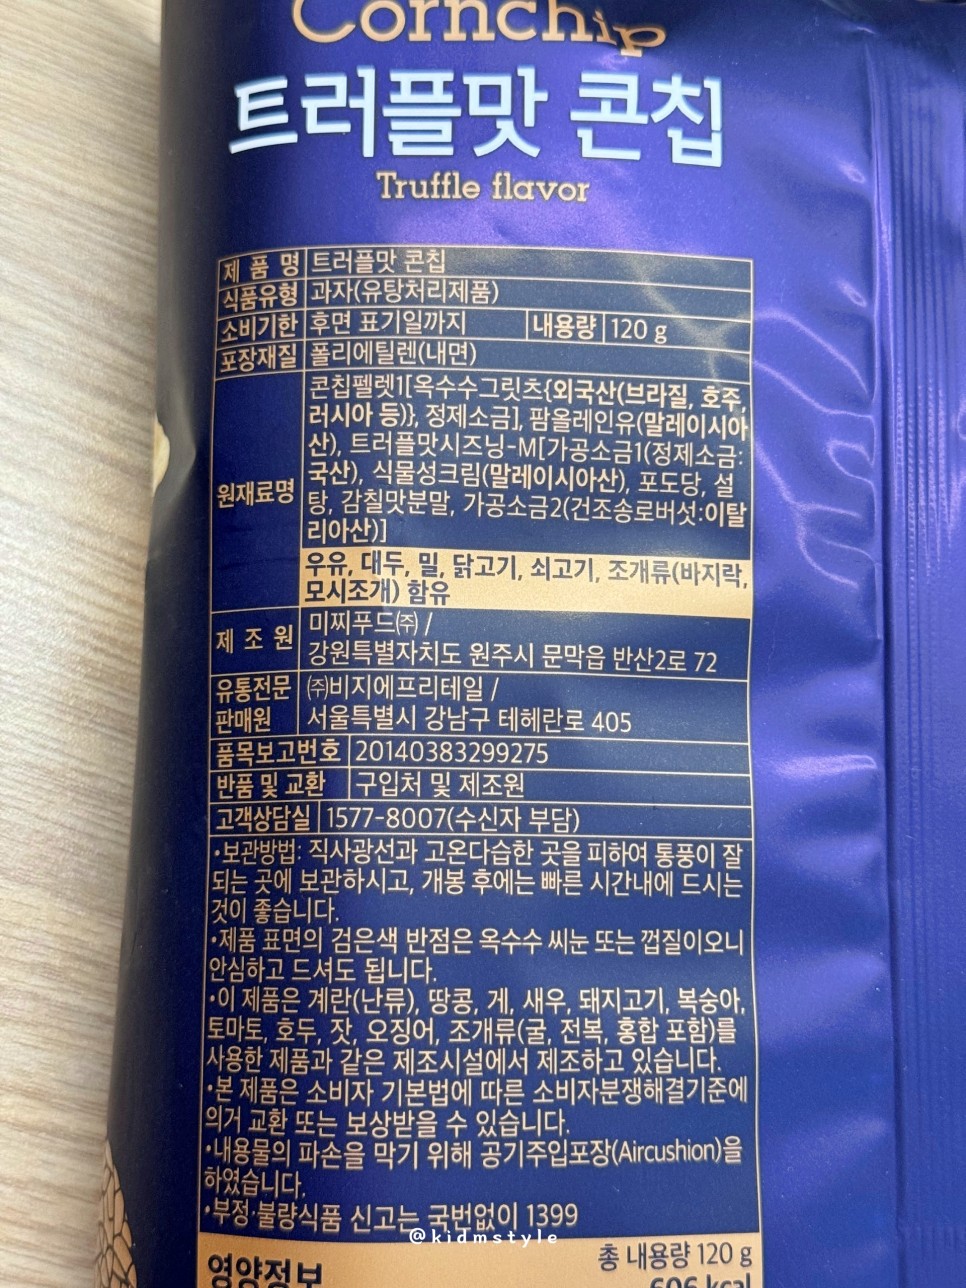 Cornchip
트러플맛 콘칩
Truffle flavor
제 품 명 트러플맛 콘칩
식품유형 과자(유탕처리제품)
소비기한 후면 표기일까지 내용량 120 g
포장재질 폴리에틸렌(내면)
원재료명
콘칩펠렛1[옥수수그릿츠{외국산(브라질, 호주,
러시아 등)}, 정제소금], 팜올레인유(말레이시아
산), 트러플맛시즈닝-M[가공소금1(정제소금:
국산), 식물성크림(말레이시아산), 포도당, 설
탕, 감칠맛분말, 가공소금2(건조송로버섯:이탈
리아산)]
우유, 대두, 밀, 닭고기, 쇠고기, 조개류(바지락,
모시조개) 함유
제 조 원
미찌푸드㈜ /
강원특별자치도 원주시 문막읍 반산2로 72
유통전문 ㈜비지에프리테일 /
판매원 서울특별시 강남구 테헤란로 405
품목보고번호 20140383299275
반품 및 교환 구입처 및 제조원
고객상담실 1577-8007(수신자 부담)
•보관방법: 직사광선과 고온다습한 곳을 피하여 통풍이 잘
되는 곳에 보관하시고, 개봉 후에는 빠른 시간내에 드시는
것이 좋습니다.
•제품 표면의 검은색 반점은 옥수수 씨눈 또는 껍질이오니
안심하고 드셔도 됩니다.
•이 제품은 계란(난류), 땅콩, 게, 새우, 돼지고기, 복숭아,
토마토, 호두, 잣, 오징어, 조개류(굴, 전복, 홍합 포함)를
사용한 제품과 같은 제조시설에서 제조하고 있습니다.
•본 제품은 소비자 기본법에 따른 소비자분쟁해결기준에
의거 교환 또는 보상받을 수 있습니다.
•내용물의 파손을 막기 위해 공기주입포장(Aircushion)을
하였습니다.
•부정·불량식품 신고는 국번없이 1399
@kidmstyle
영양정보
총 내용량 120 g
606 kcal